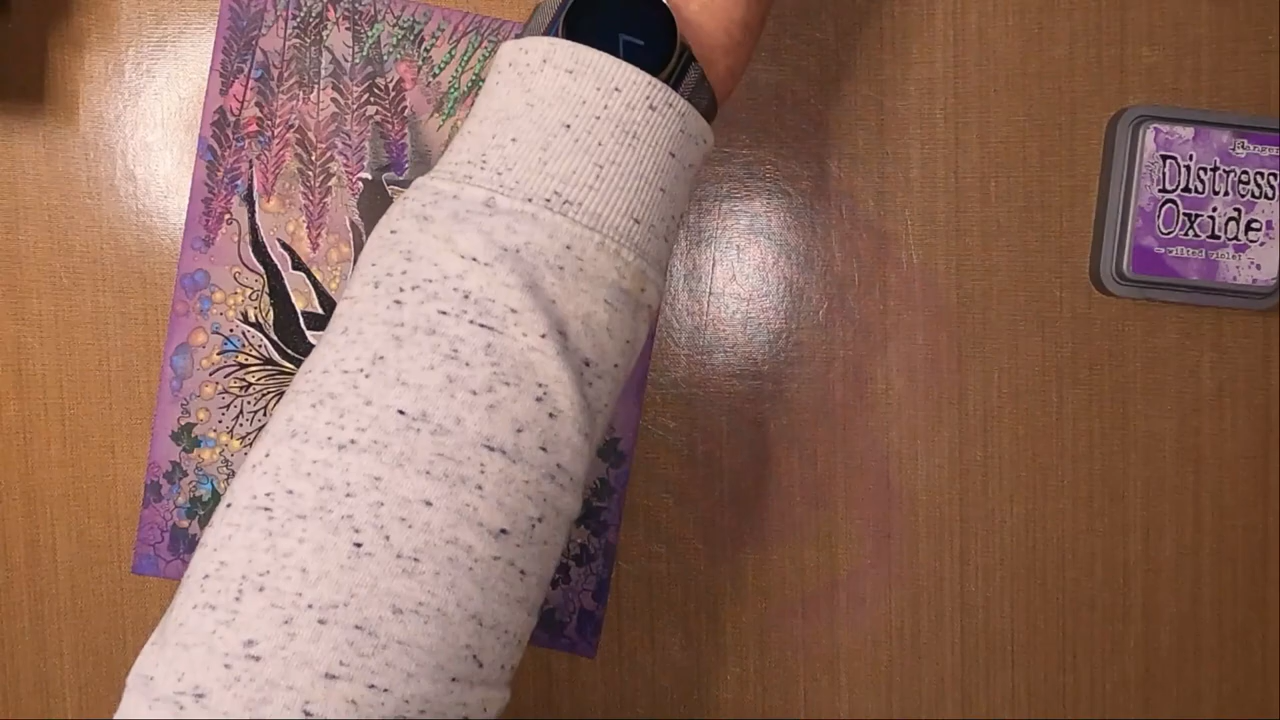 Ranger
Distress
Oxide
– wilted violet –